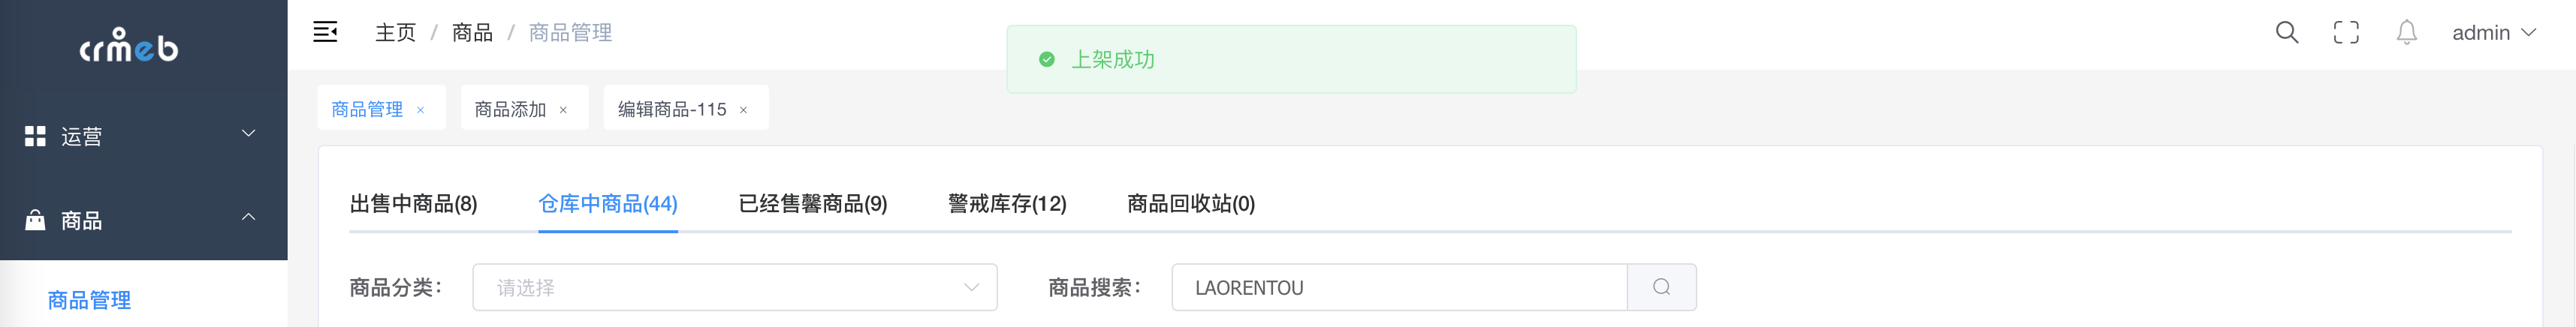 crmeb
主页 / 商品 / 商品管理
上架成功
admin
商品管理 × 商品添加 × 编辑商品-115 ×
运营
商品
商品管理
出售中商品(8) 仓库中商品(44) 已经售馨商品(9) 警戒库存(12) 商品回收站(0)
商品分类: 请选择 商品搜索: LAORENTOU